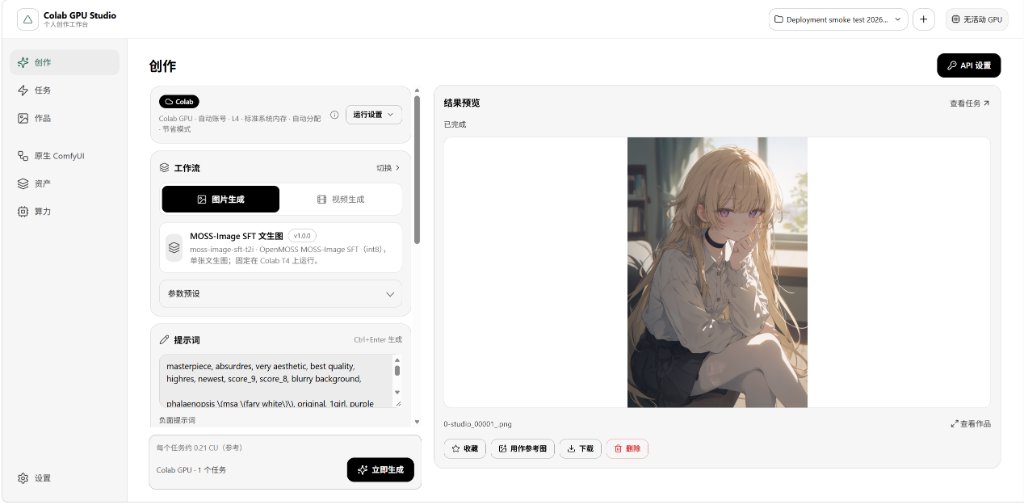 Colab GPU Studio
个人创作工作台
Deployment smoke test 2026...
无活动 GPU
创作
任务
作品
原生 ComfyUI
资产
算力
设置
创作
API 设置
Colab
Colab GPU · 自动账号 · L4 · 标准系统内存 · 自动分配
· 节省模式
运行设置
工作流
切换
图片生成
视频生成
MOSS-Image SFT 文生图
v1.0.0
moss-image-sft-t2i · OpenMOSS MOSS-Image SFT（int8），
单张文生图；固定在 Colab T4 上运行。
参数预设
提示词
Ctrl+Enter 生成
masterpiece, absurdres, very aesthetic, best quality,
highres, newest, score_9, score_8, blurry background,
phalaenopsis \(msa \(fary white\)\), original, 1girl, purple
负面提示词
每个任务约 0.21 CU（参考）
Colab GPU · 1 个任务
立即生成
结果预览
查看任务
已完成
0-studio_00001_.png
查看作品
收藏
用作参考图
下载
删除